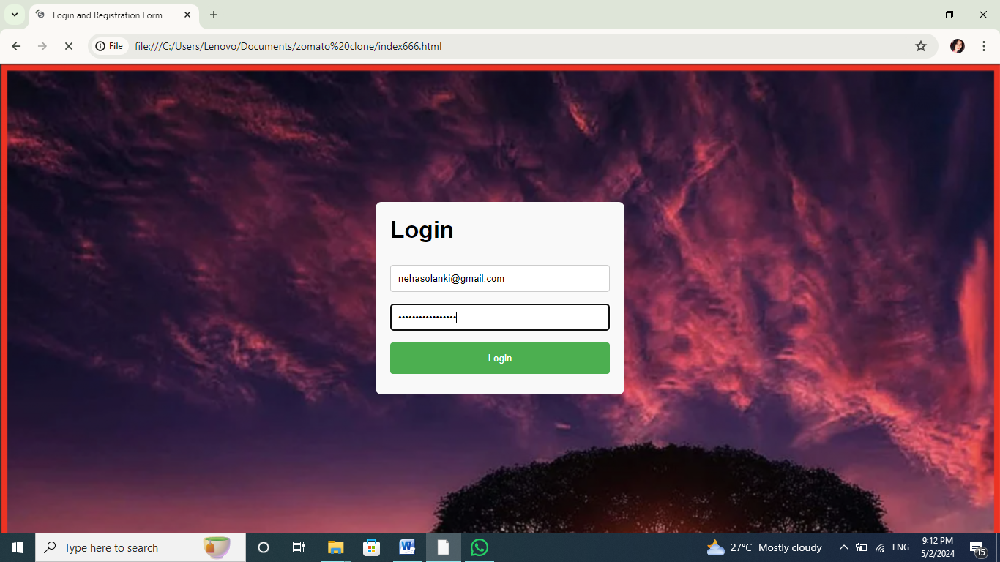 Login and Registration Form
File
file:///C:/Users/Lenovo/Documents/zomato%20clone/index666.html
Login
nehasolanki@gmail.com
•••••••••••••••••
Login
Type here to search
27°C Mostly cloudy
ENG
9:12 PM
5/2/2024
15